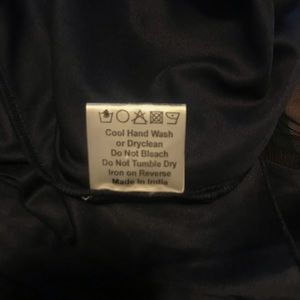 Cool Hand Wash
or Dryclean
Do Not Bleach
Do Not Tumble Dry
Iron on Reverse
Made in India